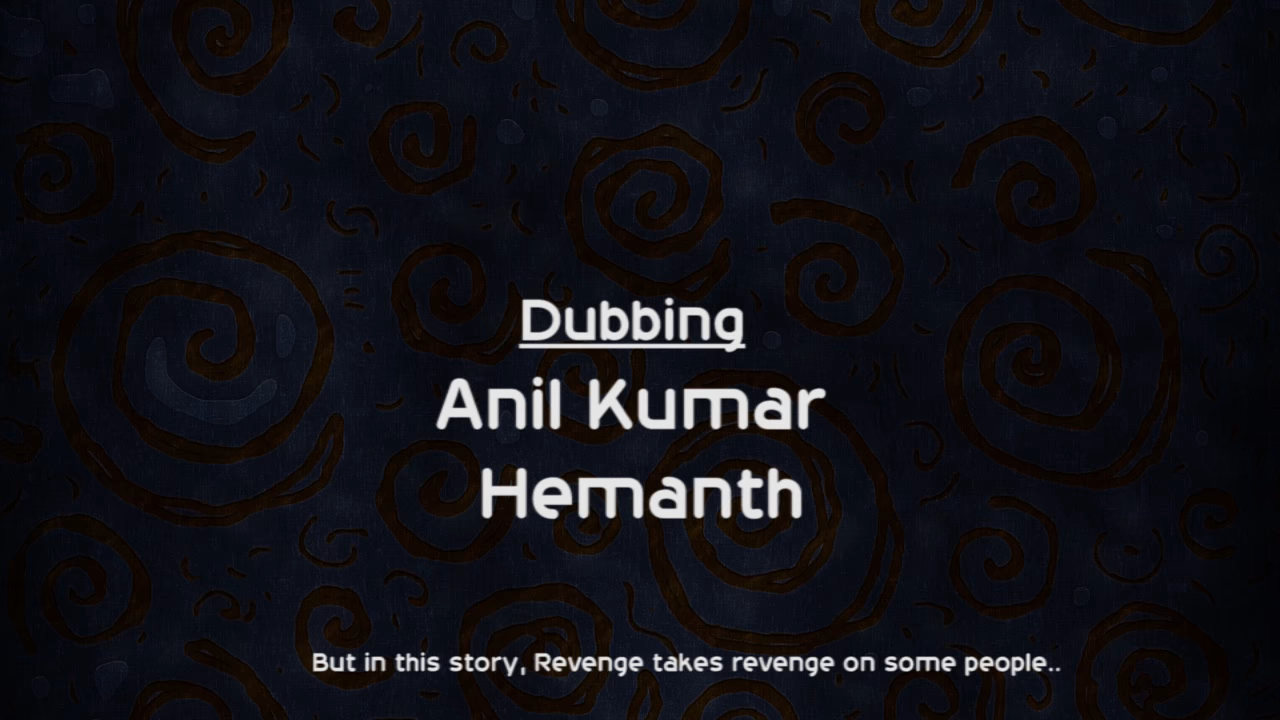 Dubbing
Anil Kumar
Hemanth
But in this story, Revenge takes revenge on some people..